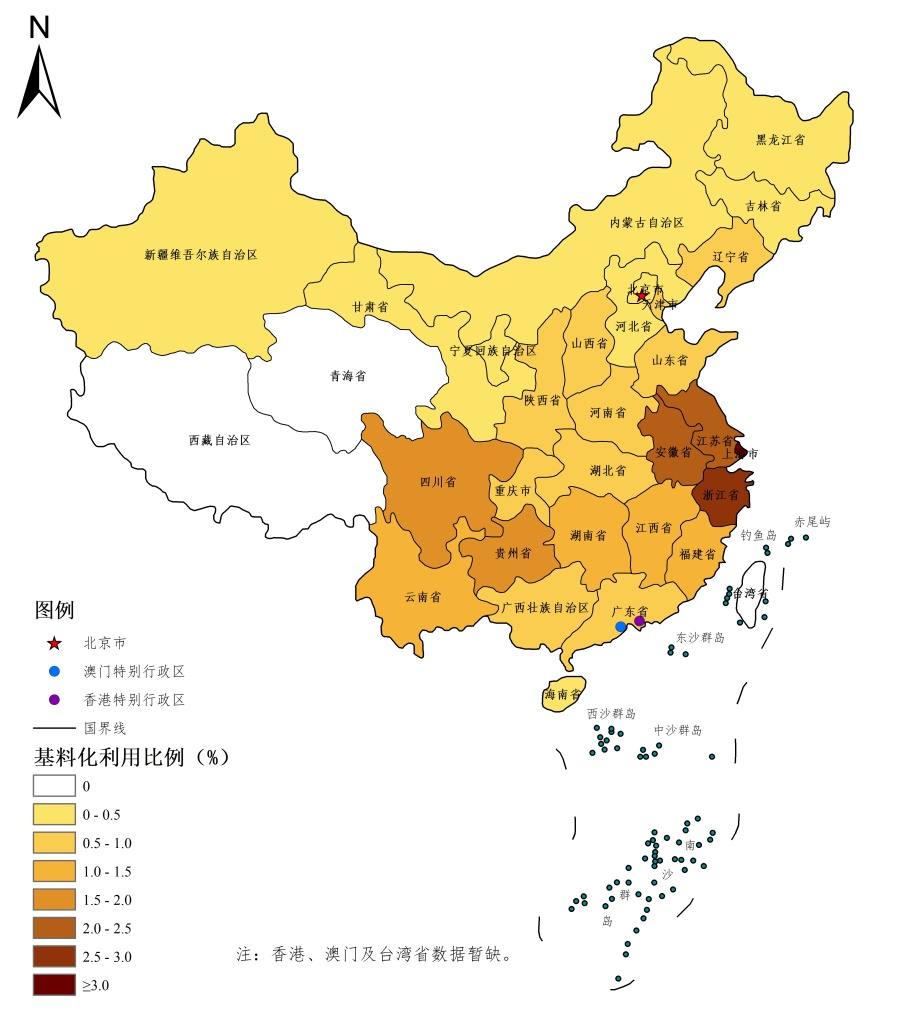 N
黑龙江省
吉林省
内蒙古自治区
辽宁省
新疆维吾尔族自治区
北京市
天津市
甘肃省
河北省
宁夏回族自治区
山西省
山东省
青海省
陕西省
河南省
西藏自治区
江苏省
安徽省
上海市
湖北省
四川省
重庆市
浙江省
赤尾屿
钓鱼岛
湖南省
江西省
贵州省
福建省
台湾省
云南省
广西壮族自治区
广东省
东沙群岛
海南省
西沙群岛
中沙群岛
南
沙
群
岛
图例
北京市
澳门特别行政区
香港特别行政区
国界线
基料化利用比例（%）
0
0 - 0.5
0.5 - 1.0
1.0 - 1.5
1.5 - 2.0
2.0 - 2.5
2.5 - 3.0
≥3.0
注：香港、澳门及台湾省数据暂缺。